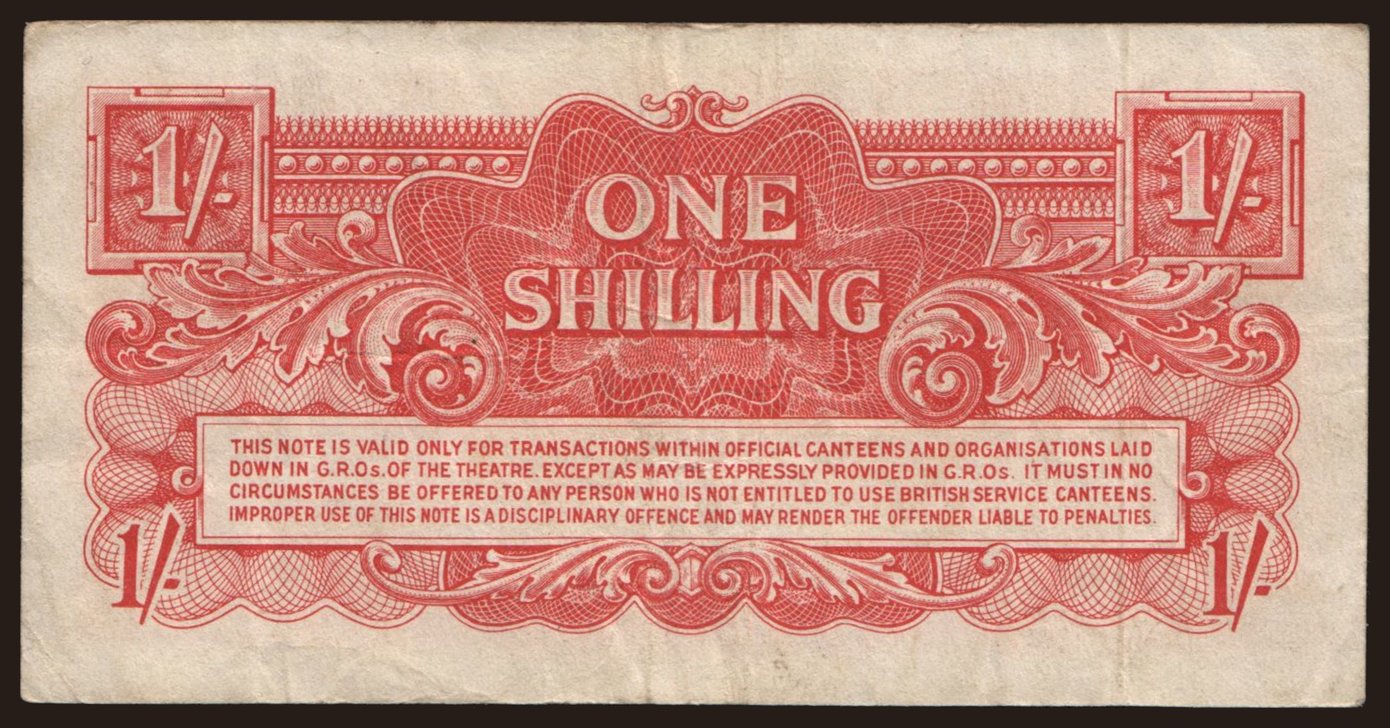 1/- 1/-
ONE
SHILLING
THIS NOTE IS VALID ONLY FOR TRANSACTIONS WITHIN OFFICIAL CANTEENS AND ORGANISATIONS LAID
DOWN IN G.R.Os. OF THE THEATRE. EXCEPT AS MAY BE EXPRESSLY PROVIDED IN G.R.Os. IT MUST IN NO
CIRCUMSTANCES BE OFFERED TO ANY PERSON WHO IS NOT ENTITLED TO USE BRITISH SERVICE CANTEENS.
IMPROPER USE OF THIS NOTE IS A DISCIPLINARY OFFENCE AND MAY RENDER THE OFFENDER LIABLE TO PENALTIES.
1/- 1/-